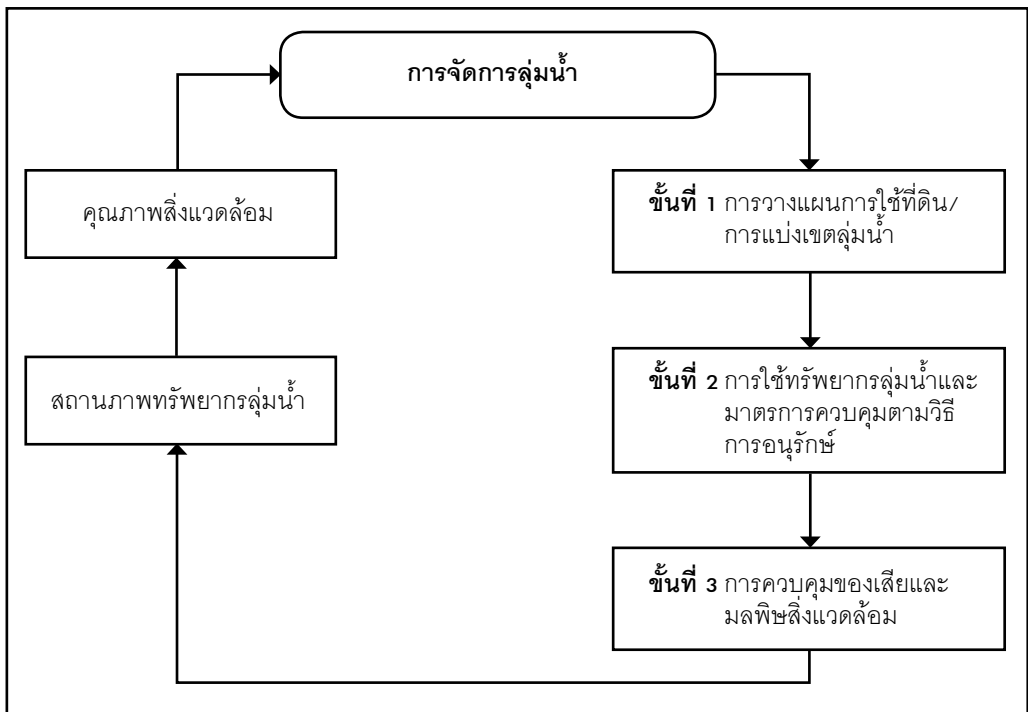 การจัดการลุ่มน้ำ
ขั้นที่ 1 การวางแผนการใช้ที่ดิน/
การแบ่งเขตลุ่มน้ำ
ขั้นที่ 2 การใช้ทรัพยากรลุ่มน้ำและ
มาตรการควบคุมตามวิธี
การอนุรักษ์
ขั้นที่ 3 การควบคุมของเสียและ
มลพิษสิ่งแวดล้อม
สถานภาพทรัพยากรลุ่มน้ำ
คุณภาพสิ่งแวดล้อม